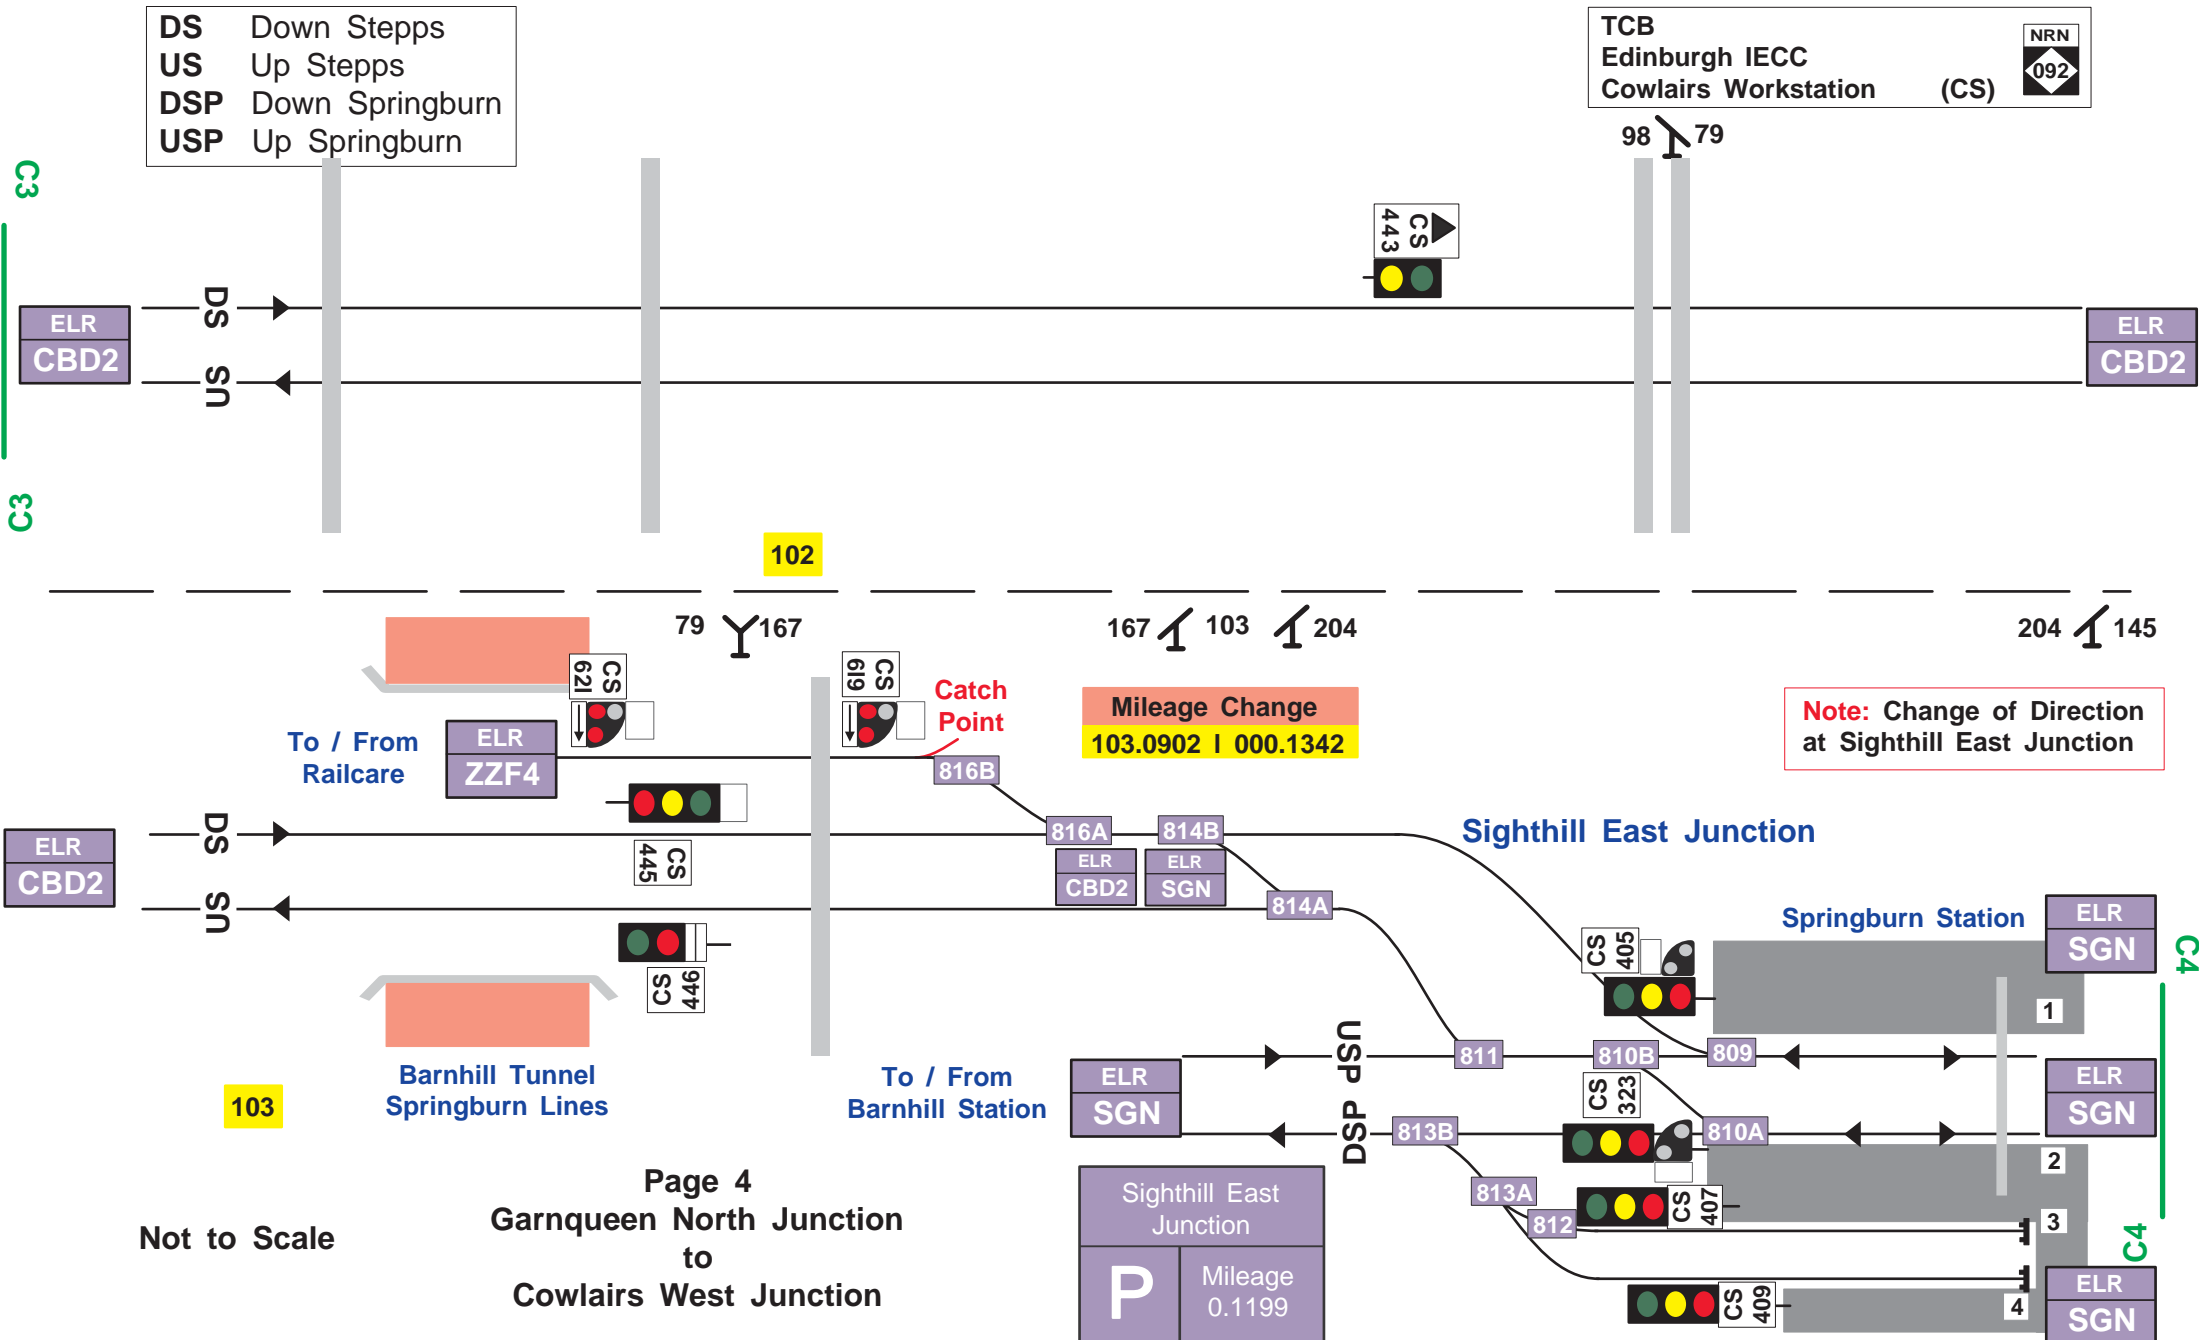 DS Down Stepps
US Up Stepps
DSP Down Springburn
USP Up Springburn
TCB
Edinburgh IECC
Cowlairs Workstation (CS)
NRN
092
98 79
C3
CS
443
DS
ELR
CBD2
ELR
CBD2
US
C3
102
79 167
167 103 204
204 145
CS
621
CS
619
Catch
Point
Mileage Change
103.0902 I 000.1342
Note: Change of Direction
at Sighthill East Junction
To / From
Railcare
ELR
ZZF4
816B
DS
816A
814B
Sighthill East Junction
ELR
CBD2
CS
445
ELR
CBD2
ELR
SGN
US
814A
Springburn Station
ELR
SGN
C4
CS
446
CS
405
1
USP
811
810B
809
Barnhill Tunnel
Springburn Lines
103
To / From
Barnhill Station
ELR
SGN
CS
323
ELR
SGN
DSP
813B
810A
2
Page 4
Garnqueen North Junction
to
Cowlairs West Junction
Not to Scale
Sighthill East
Junction
P
Mileage
0.1199
813A
CS
407
812
3
C4
CS
409
4
ELR
SGN